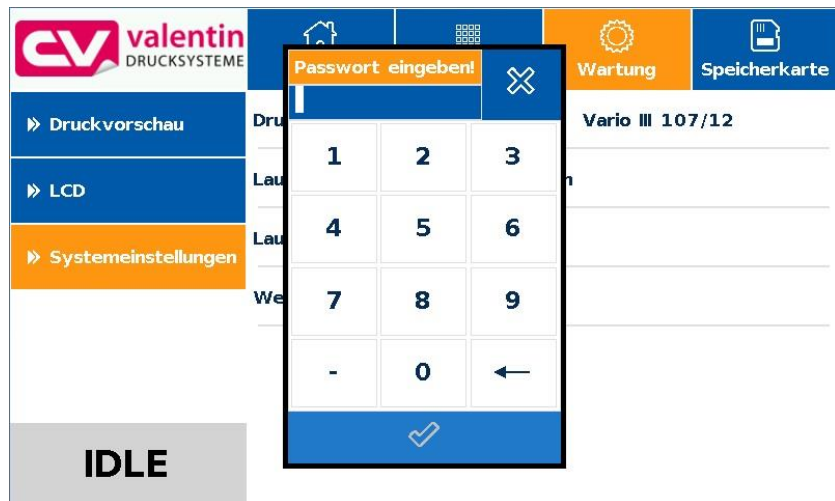 valentin
DRUCKSYSTEME
Wartung
Speicherkarte
Passwort eingeben!
Druckvorschau
Dru
Vario III 107/12
LCD
Lau
n
Systemeinstellungen
Lau
We
1 2 3
4 5 6
7 8 9
- 0 ←
IDLE